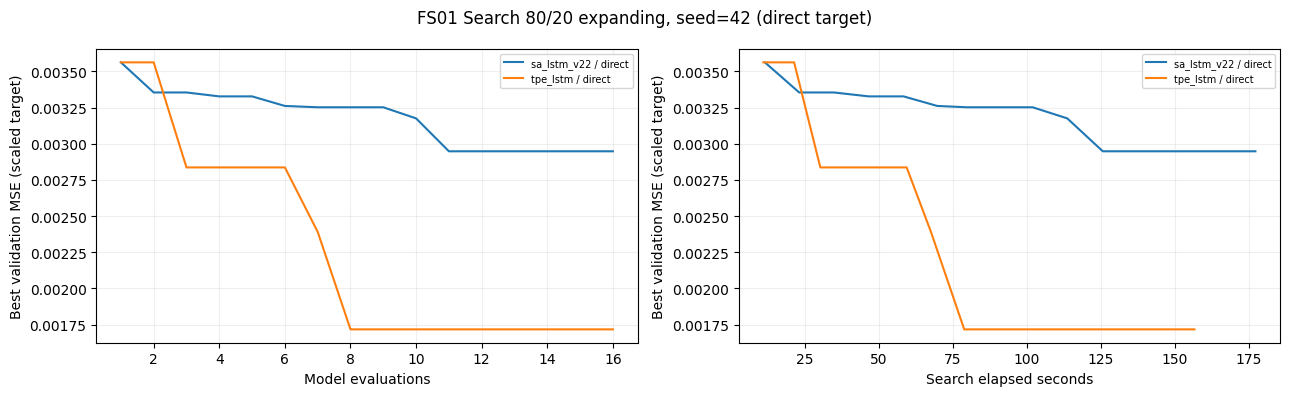 FS01 Search 80/20 expanding, seed=42 (direct target)
Best validation MSE (scaled target)
0.00350
0.00325
0.00300
0.00275
0.00250
0.00225
0.00200
0.00175
sa_lstm_v22 / direct
tpe_lstm / direct
2 4 6 8 10 12 14 16
Model evaluations
Best validation MSE (scaled target)
0.00350
0.00325
0.00300
0.00275
0.00250
0.00225
0.00200
0.00175
sa_lstm_v22 / direct
tpe_lstm / direct
25 50 75 100 125 150 175
Search elapsed seconds